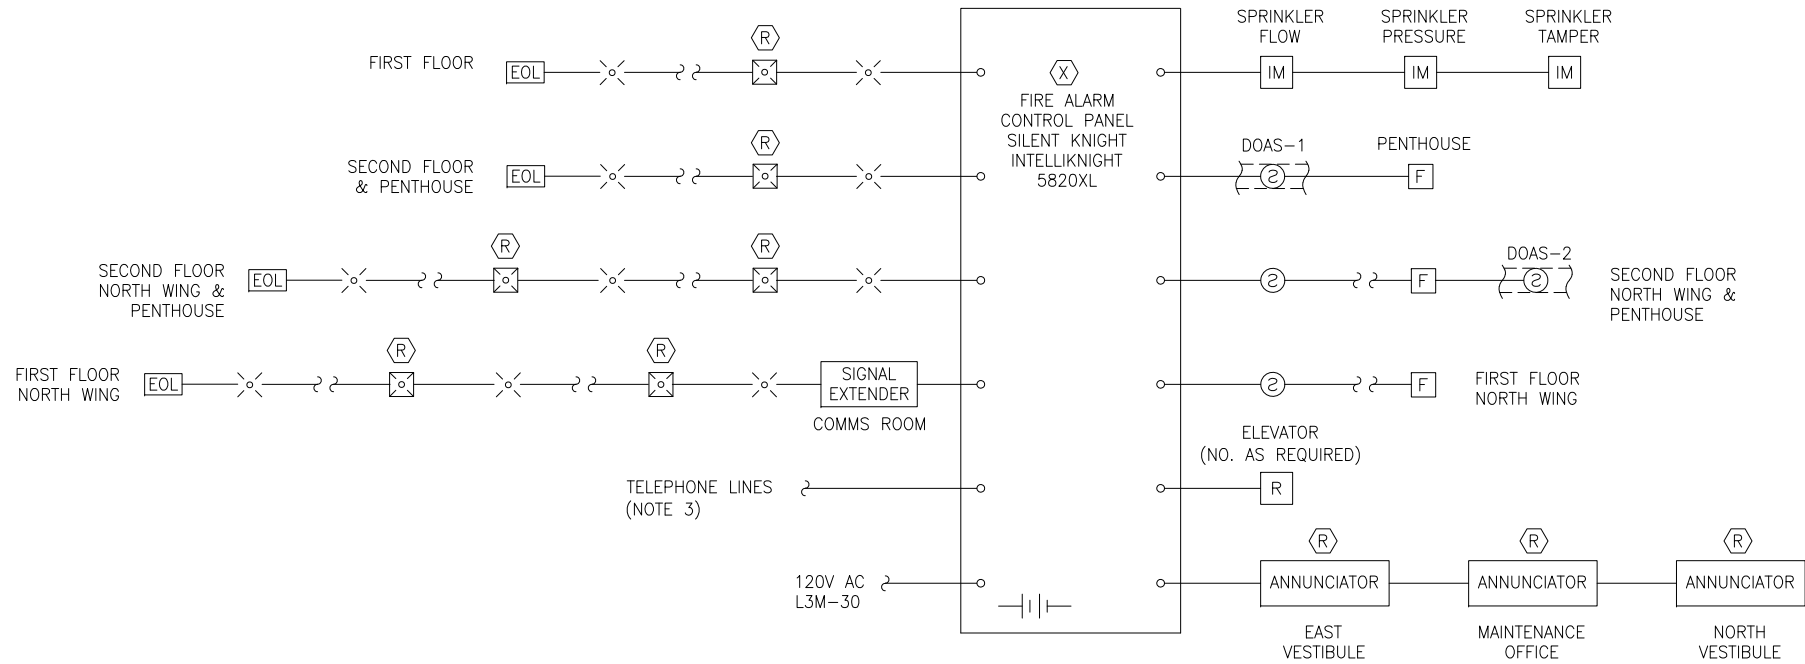 FIRST FLOOR
EOL
R
X
FIRE ALARM
CONTROL PANEL
SILENT KNIGHT
INTELLIKNIGHT
5820XL
SPRINKLER
FLOW
IM
SPRINKLER
PRESSURE
IM
SPRINKLER
TAMPER
IM
SECOND FLOOR
& PENTHOUSE
EOL
R
DOAS-1
S
PENTHOUSE
F
SECOND FLOOR
NORTH WING &
PENTHOUSE
EOL
R
R
S
F
DOAS-2
S
SECOND FLOOR
NORTH WING &
PENTHOUSE
FIRST FLOOR
NORTH WING
EOL
R
R
SIGNAL
EXTENDER
COMMS ROOM
S
F
FIRST FLOOR
NORTH WING
TELEPHONE LINES
(NOTE 3)
ELEVATOR
(NO. AS REQUIRED)
R
120V AC
L3M-30
R
ANNUNCIATOR
EAST
VESTIBULE
R
ANNUNCIATOR
MAINTENANCE
OFFICE
R
ANNUNCIATOR
NORTH
VESTIBULE